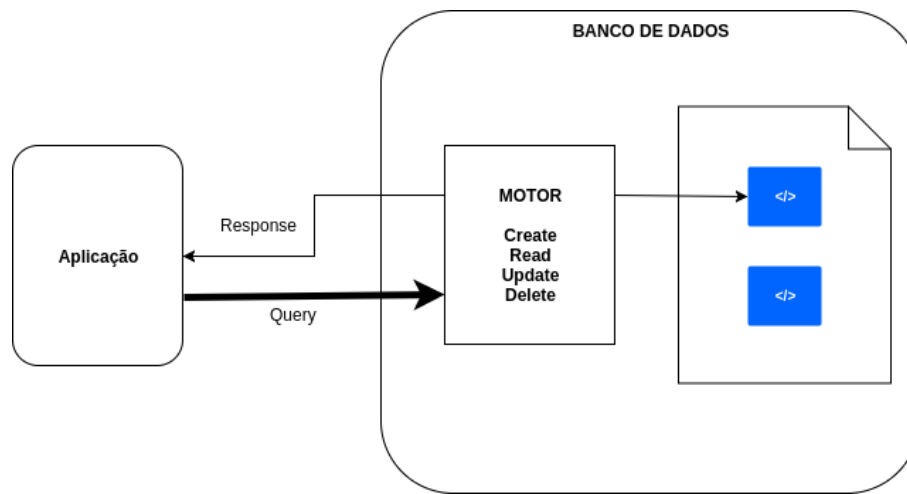 BANCO DE DADOS
Aplicação
Response
Query
MOTOR
Create
Read
Update
Delete
</>
</>